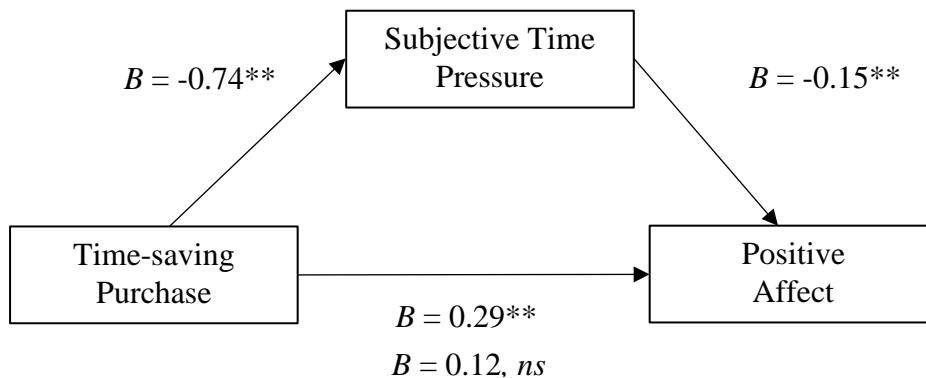 Subjective Time
Pressure
B = -0.74**
B = -0.15**
Time-saving
Purchase
Positive
Affect
B = 0.29**
B = 0.12, ns